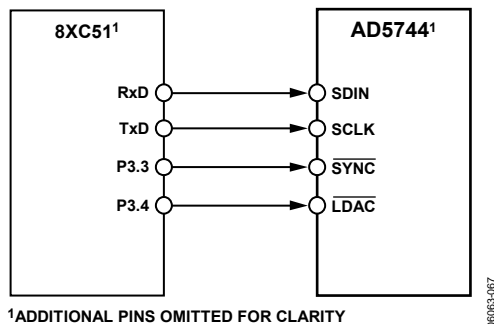 8XC51¹
AD5744¹
RxD
SDIN
TxD
SCLK
P3.3
SYNC
P3.4
LDAC
¹ADDITIONAL PINS OMITTED FOR CLARITY
06063-067